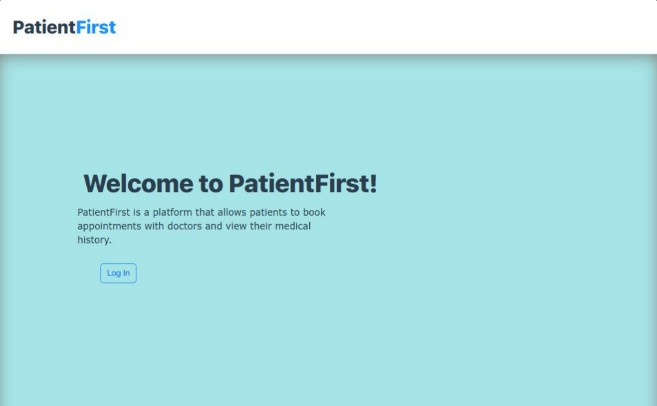 PatientFirst
Welcome to PatientFirst!
PatientFirst is a platform that allows patients to book
appointments with doctors and view their medical
history.
Log In